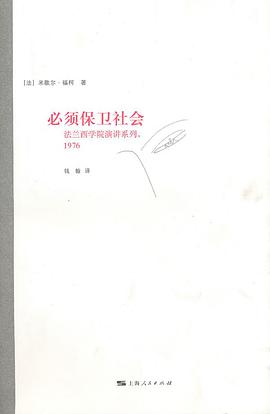 [法] 米歇尔·福柯 著
必须保卫社会
法兰西学院演讲系列,
1976
钱翰 译
上海人民出版社